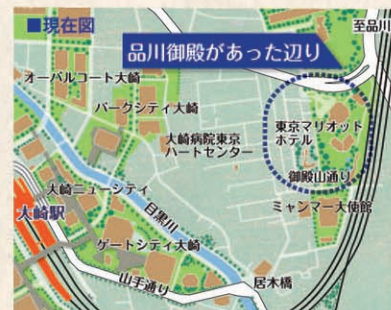 ■現在図
至品川
品川御殿があった辺り
オーバルコート大崎
パークシティ大崎
大崎病院東京
ハートセンター
東京マリオット
ホテル
御殿山通り
大崎ニューシティ
目黒川
ミャンマー大使館
大崎駅
ゲートシティ大崎
山手通り
居木橋